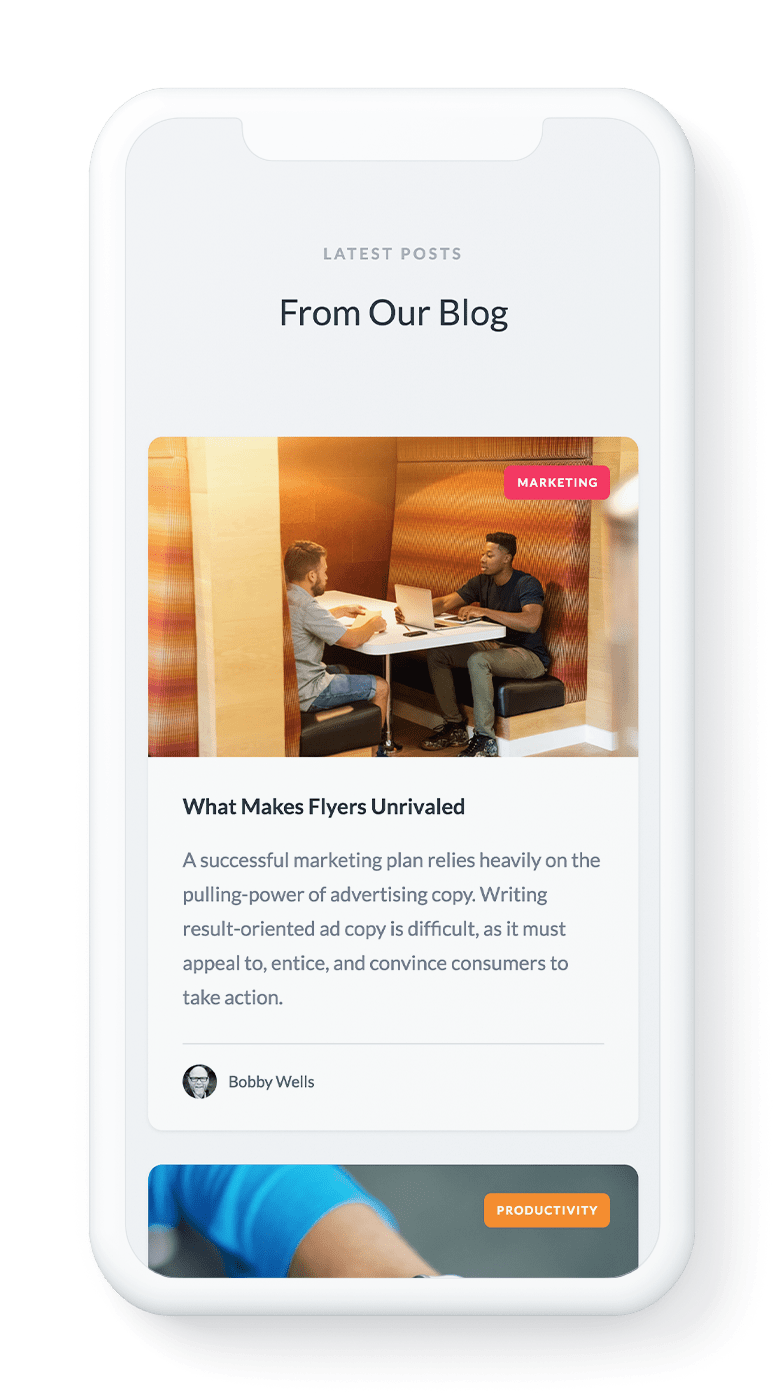 LATEST POSTS
From Our Blog
MARKETING
What Makes Flyers Unrivaled
A successful marketing plan relies heavily on the
pulling-power of advertising copy. Writing
result-oriented ad copy is difficult, as it must
appeal to, entice, and convince consumers to
take action.
Bobby Wells
PRODUCTIVITY